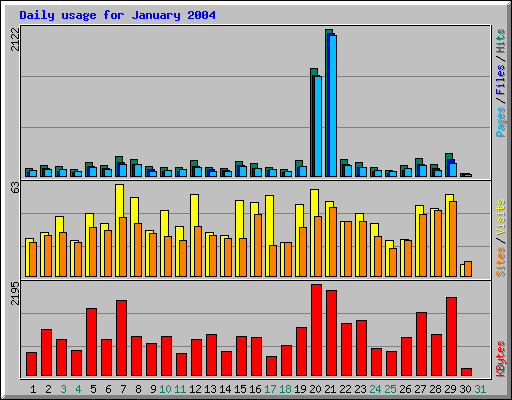 Daily usage for January 2004
2122
Pages / Files / Hits
63
Sites / Visits
2195
KBytes
1 2 3 4 5 6 7 8 9 10 11 12 13 14 15 16 17 18 19 20 21 22 23 24 25 26 27 28 29 30 31